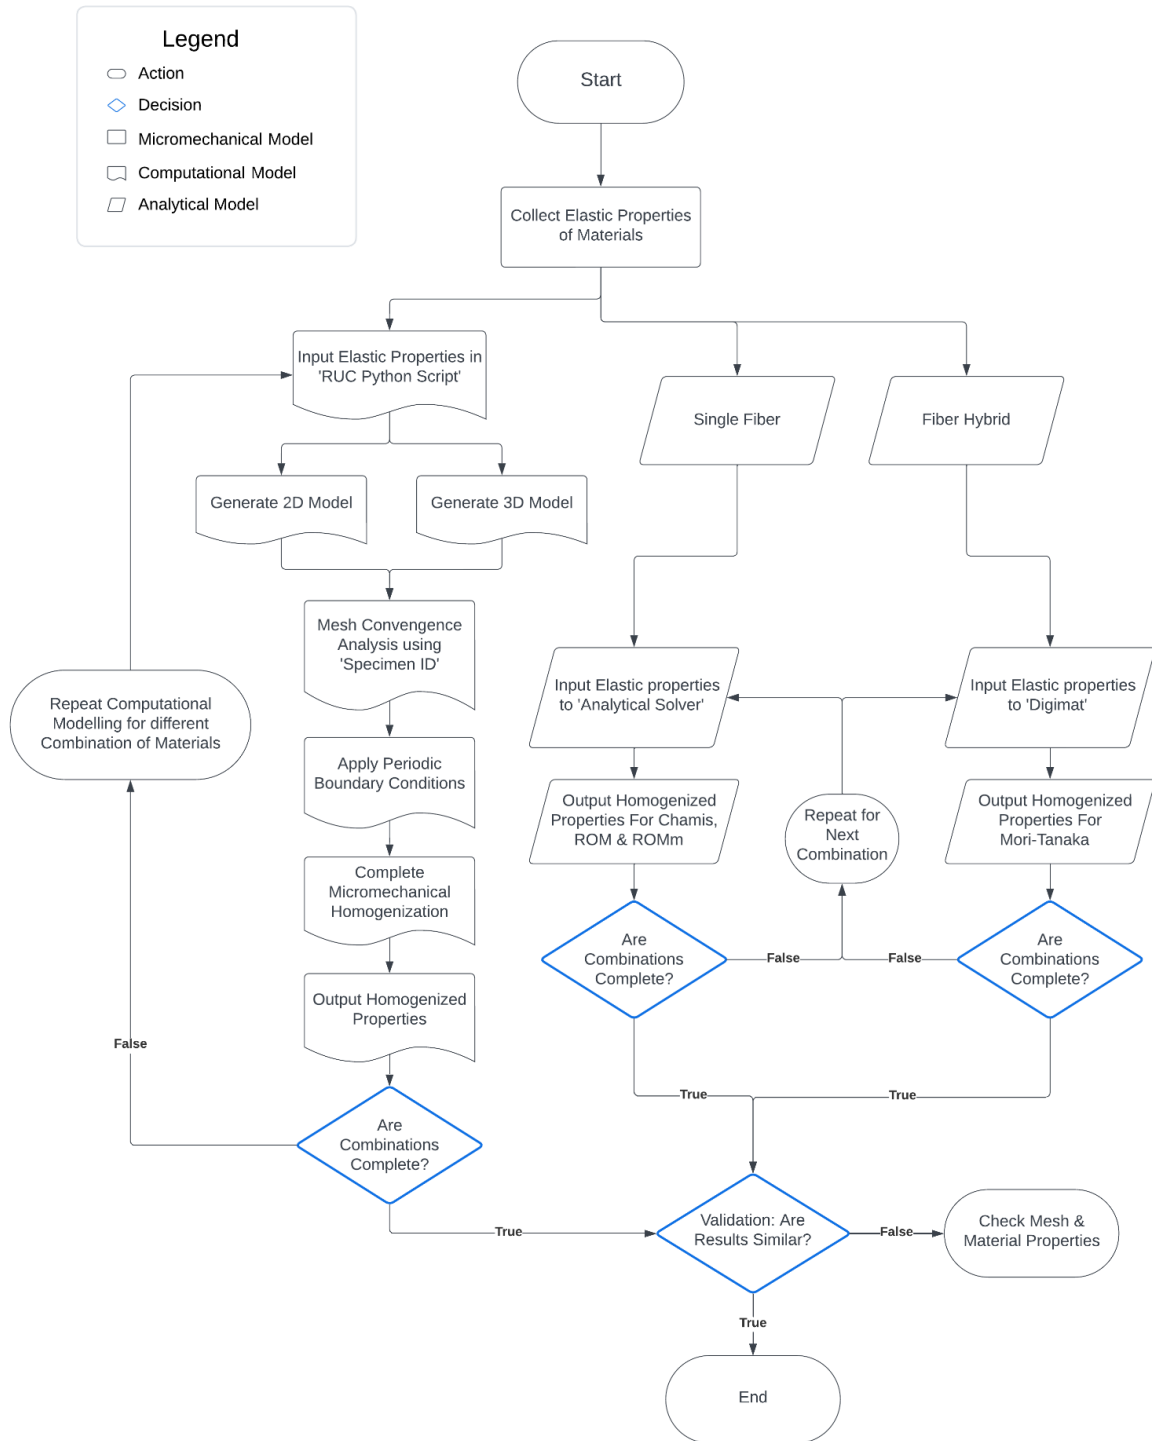 Legend
Action
Decision
Micromechanical Model
Computational Model
Analytical Model
Start
Collect Elastic Properties
of Materials
Input Elastic Properties in
'RUC Python Script'
Single Fiber
Fiber Hybrid
Generate 2D Model
Generate 3D Model
Mesh Convengence
Analysis using
'Specimen ID'
Repeat Computational
Modelling for different
Combination of Materials
Input Elastic properties
to 'Analytical Solver'
Input Elastic properties
to 'Digimat'
Apply Periodic
Boundary Conditions
Output Homogenized
Properties For Chamis,
ROM & ROMm
Repeat for
Next
Combination
Output Homogenized
Properties For
Mori-Tanaka
Complete
Micromechanical
Homogenization
Are
Combinations
Complete?
False
False
Are
Combinations
Complete?
Output Homogenized
Properties
False
True
True
Are
Combinations
Complete?
True
Validation: Are
Results Similar?
False
Check Mesh &
Material Properties
True
End